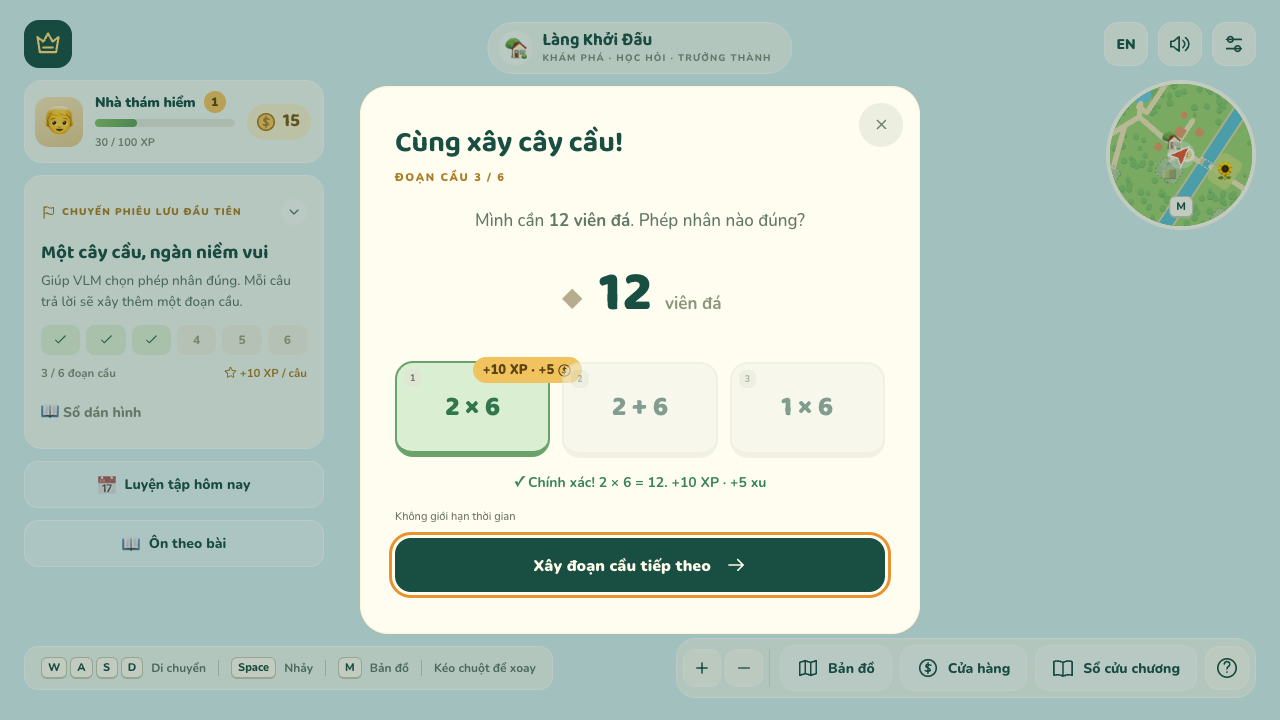 Làng Khởi Đầu
KHÁM PHÁ · HỌC HỎI · TRƯỞNG THÀNH
EN
Nhà thám hiểm 1
30 / 100 XP
15
CHUYẾN PHIÊU LƯU ĐẦU TIÊN
Một cây cầu, ngàn niềm vui
Giúp VLM chọn phép nhân đúng. Mỗi câu
trả lời sẽ xây thêm một đoạn cầu.
4 5 6
3 / 6 đoạn cầu
+10 XP / câu
Sổ dán hình
Luyện tập hôm nay
Ôn theo bài
Cùng xây cây cầu!
ĐOẠN CẦU 3 / 6
Mình cần 12 viên đá. Phép nhân nào đúng?
◆ 12 viên đá
+10 XP · +5
1
2 × 6
2
2 + 6
3
1 × 6
✓ Chính xác! 2 × 6 = 12. +10 XP · +5 xu
Không giới hạn thời gian
Xây đoạn cầu tiếp theo →
M
W A S D Di chuyển
Space Nhảy
M Bản đồ
Kéo chuột để xoay
+ −
Bản đồ
Cửa hàng
Sổ cửu chương
?